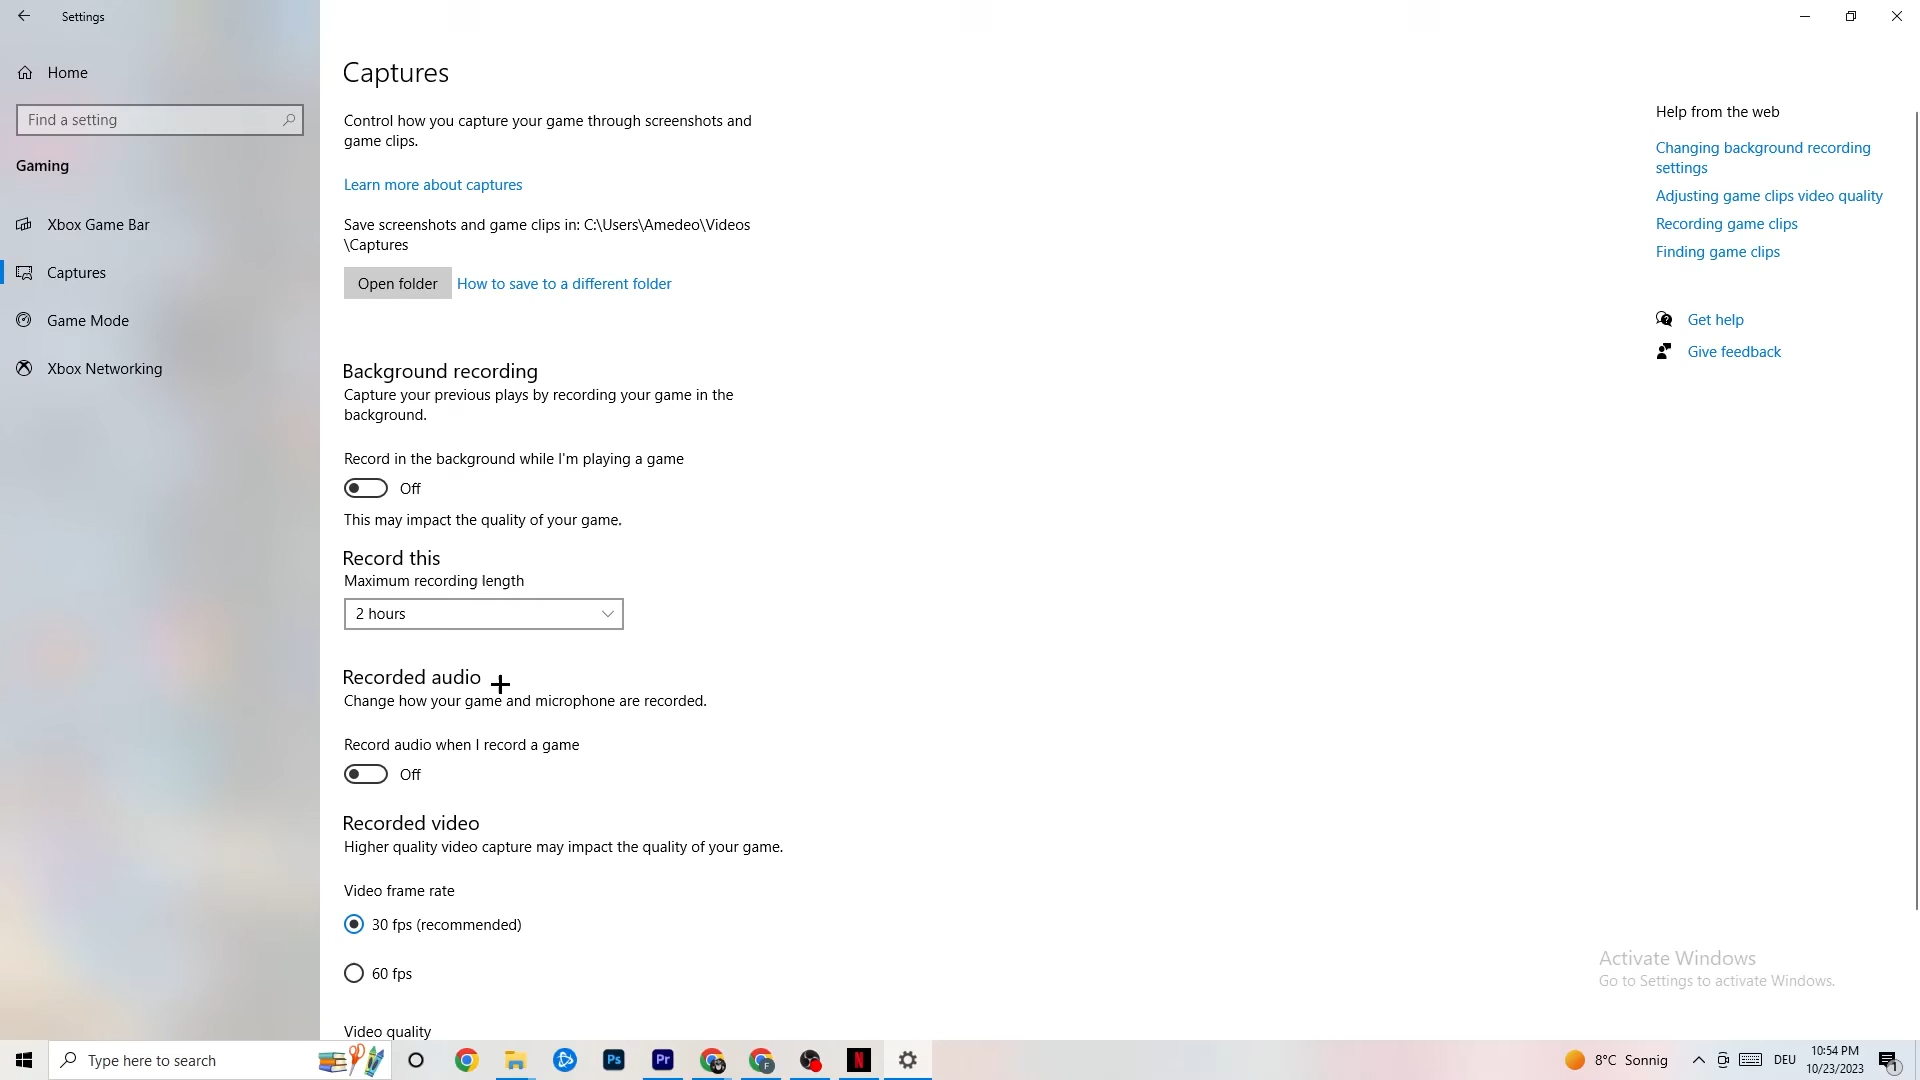 Settings
Home
Find a setting
Gaming
Xbox Game Bar
Captures
Game Mode
Xbox Networking
Captures
Control how you capture your game through screenshots and
game clips.
Learn more about captures
Save screenshots and game clips in: C:\Users\Amedeo\Videos
\Captures
Open folder
How to save to a different folder
Background recording
Capture your previous plays by recording your game in the
background.
Record in the background while I'm playing a game
Off
This may impact the quality of your game.
Record this
Maximum recording length
2 hours
Recorded audio
Change how your game and microphone are recorded.
Record audio when I record a game
Off
Recorded video
Higher quality video capture may impact the quality of your game.
Video frame rate
30 fps (recommended)
60 fps
Video quality
Help from the web
Changing background recording
settings
Adjusting game clips video quality
Recording game clips
Finding game clips
Get help
Give feedback
Activate Windows
Go to Settings to activate Windows.
Type here to search
Ps
Pr
F
N
8°C Sonnig
DEU
10:54 PM
10/23/2023
1